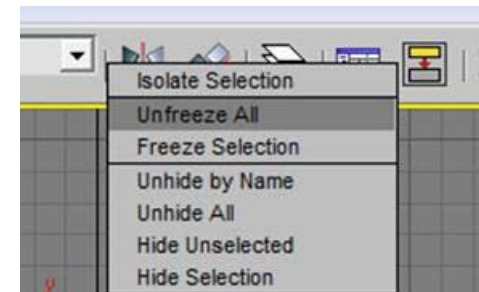 Isolate Selection
Unfreeze All
Freeze Selection
Unhide by Name
Unhide All
Hide Unselected
Hide Selection
y